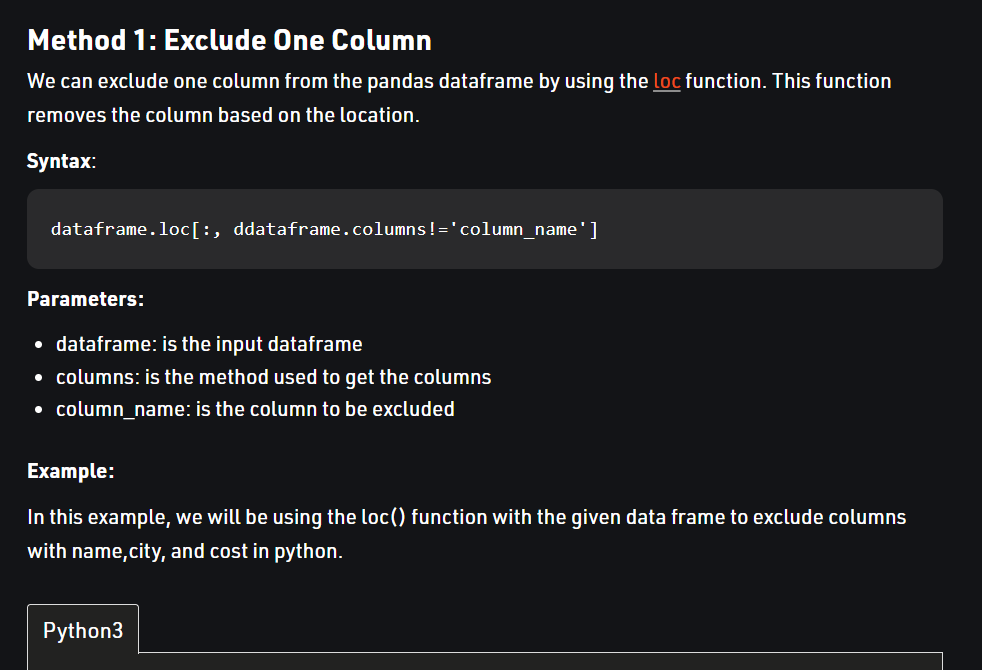 Method 1: Exclude One Column
We can exclude one column from the pandas dataframe by using the loc function. This function
removes the column based on the location.
Syntax:
dataframe.loc[:, ddataframe.columns!='column_name']
Parameters:
dataframe: is the input dataframe
columns: is the method used to get the columns
column_name: is the column to be excluded
Example:
In this example, we will be using the loc() function with the given data frame to exclude columns
with name,city, and cost in python.
Python3